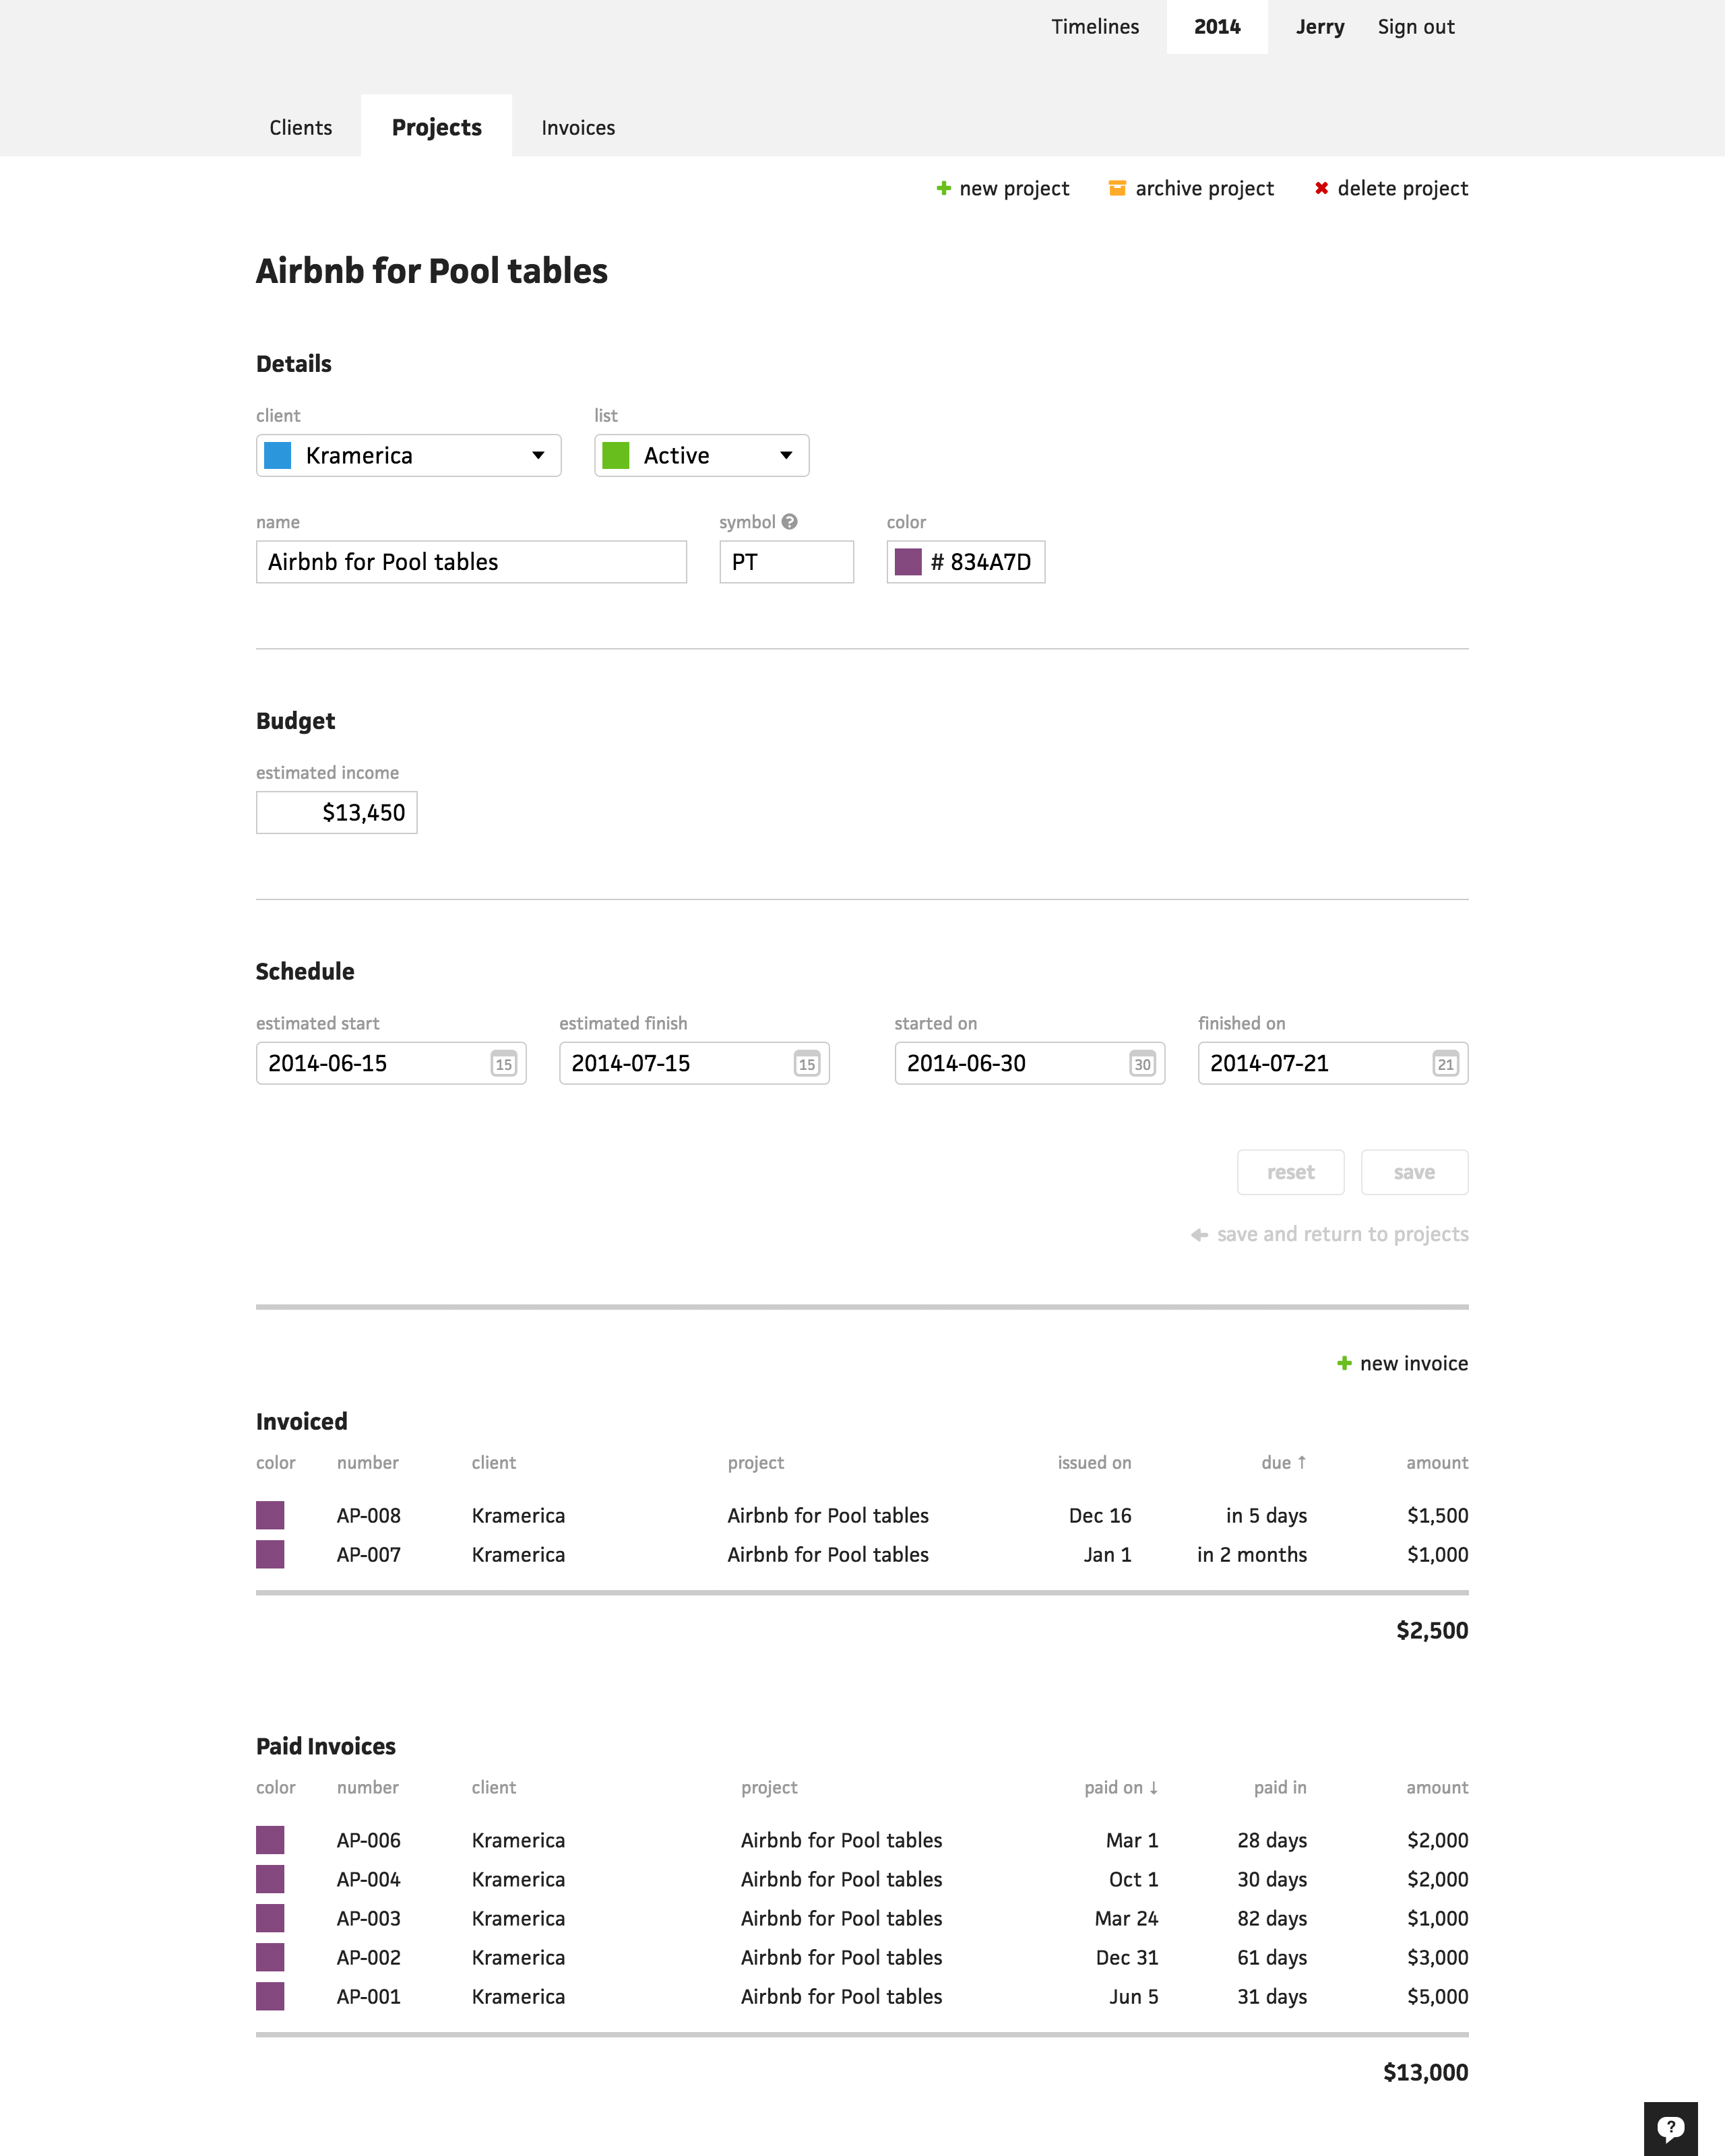 Timelines 2014 Jerry Sign out
Clients Projects Invoices
new project archive project delete project
Airbnb for Pool tables
Details
client list
Kramerica Active
name symbol ? color
Airbnb for Pool tables PT # 834A7D
Budget
estimated income
$13,450
Schedule
estimated start estimated finish started on finished on
2014-06-15 15 2014-07-15 15 2014-06-30 30 2014-07-21 21
reset save
save and return to projects
new invoice
Invoiced
color number client project issued on due ↑ amount
AP-008 Kramerica Airbnb for Pool tables Dec 16 in 5 days $1,500
AP-007 Kramerica Airbnb for Pool tables Jan 1 in 2 months $1,000
$2,500
Paid Invoices
color number client project paid on ↓ paid in amount
AP-006 Kramerica Airbnb for Pool tables Mar 1 28 days $2,000
AP-004 Kramerica Airbnb for Pool tables Oct 1 30 days $2,000
AP-003 Kramerica Airbnb for Pool tables Mar 24 82 days $1,000
AP-002 Kramerica Airbnb for Pool tables Dec 31 61 days $3,000
AP-001 Kramerica Airbnb for Pool tables Jun 5 31 days $5,000
$13,000
?